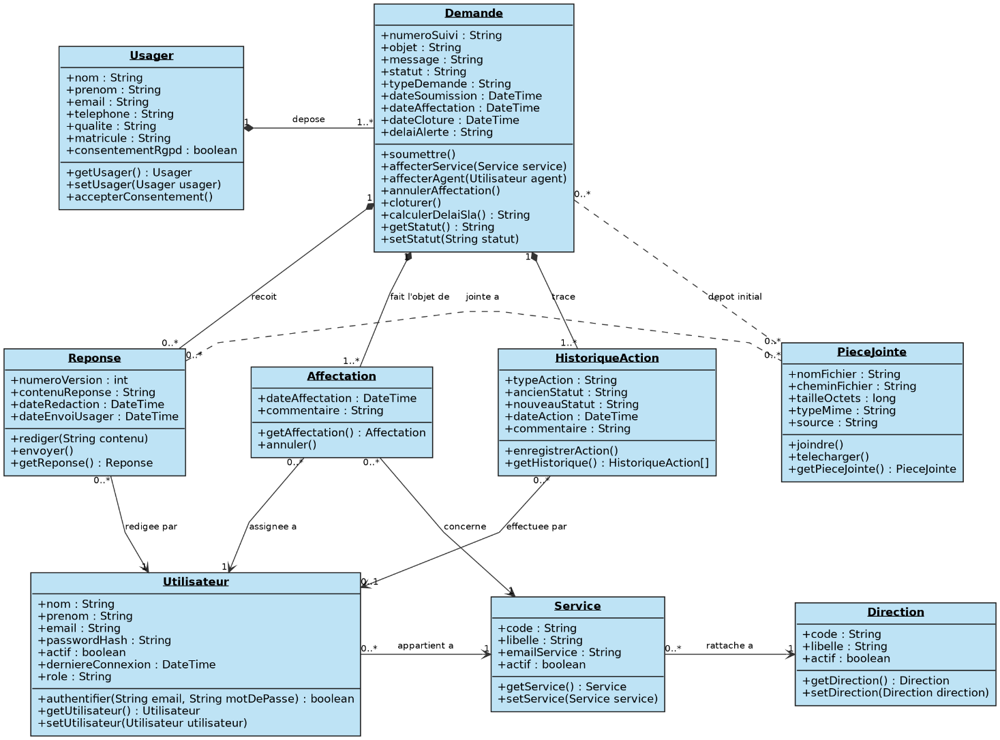 Usager
+nom : String
+prenom : String
+email : String
+telephone : String
+qualite : String
+matricule : String
+consentementRgpd : boolean
+getUsager() : Usager
+setUsager(Usager usager)
+accepterConsentement()
1
depose
1..*
Demande
+numeroSuivi : String
+objet : String
+message : String
+statut : String
+typeDemande : String
+dateSoumission : DateTime
+dateAffectation : DateTime
+dateCloture : DateTime
+delaiAlerte : String
+soumettre()
+affecterService(Service service)
+affecterAgent(Utilisateur agent)
+annulerAffectation()
+cloturer()
+calculerDelaiSla() : String
+getStatut() : String
+setStatut(String statut)
1
0..*
1
1
recoit
fait l'objet de
jointe a
trace
depot initial
0..*
0..*
1..*
1..*
0..*
0..*
Reponse
+numeroVersion : int
+contenuReponse : String
+dateRedaction : DateTime
+dateEnvoiUsager : DateTime
+rediger(String contenu)
+envoyer()
+getReponse() : Reponse
Affectation
+dateAffectation : DateTime
+commentaire : String
+getAffectation() : Affectation
+annuler()
HistoriqueAction
+typeAction : String
+ancienStatut : String
+nouveauStatut : String
+dateAction : DateTime
+commentaire : String
+enregistrerAction()
+getHistorique() : HistoriqueAction[]
PieceJointe
+nomFichier : String
+cheminFichier : String
+tailleOctets : long
+typeMime : String
+source : String
+joindre()
+telecharger()
+getPieceJointe() : PieceJointe
0..*
0..*
0..*
0..*
redigee par
assignee a
concerne
effectuee par
1
1
0..1
1
Utilisateur
+nom : String
+prenom : String
+email : String
+passwordHash : String
+actif : boolean
+derniereConnexion : DateTime
+role : String
+authentifier(String email, String motDePasse) : boolean
+getUtilisateur() : Utilisateur
+setUtilisateur(Utilisateur utilisateur)
0..*
appartient a
1
Service
+code : String
+libelle : String
+emailService : String
+actif : boolean
+getService() : Service
+setService(Service service)
0..*
rattache a
1
Direction
+code : String
+libelle : String
+actif : boolean
+getDirection() : Direction
+setDirection(Direction direction)